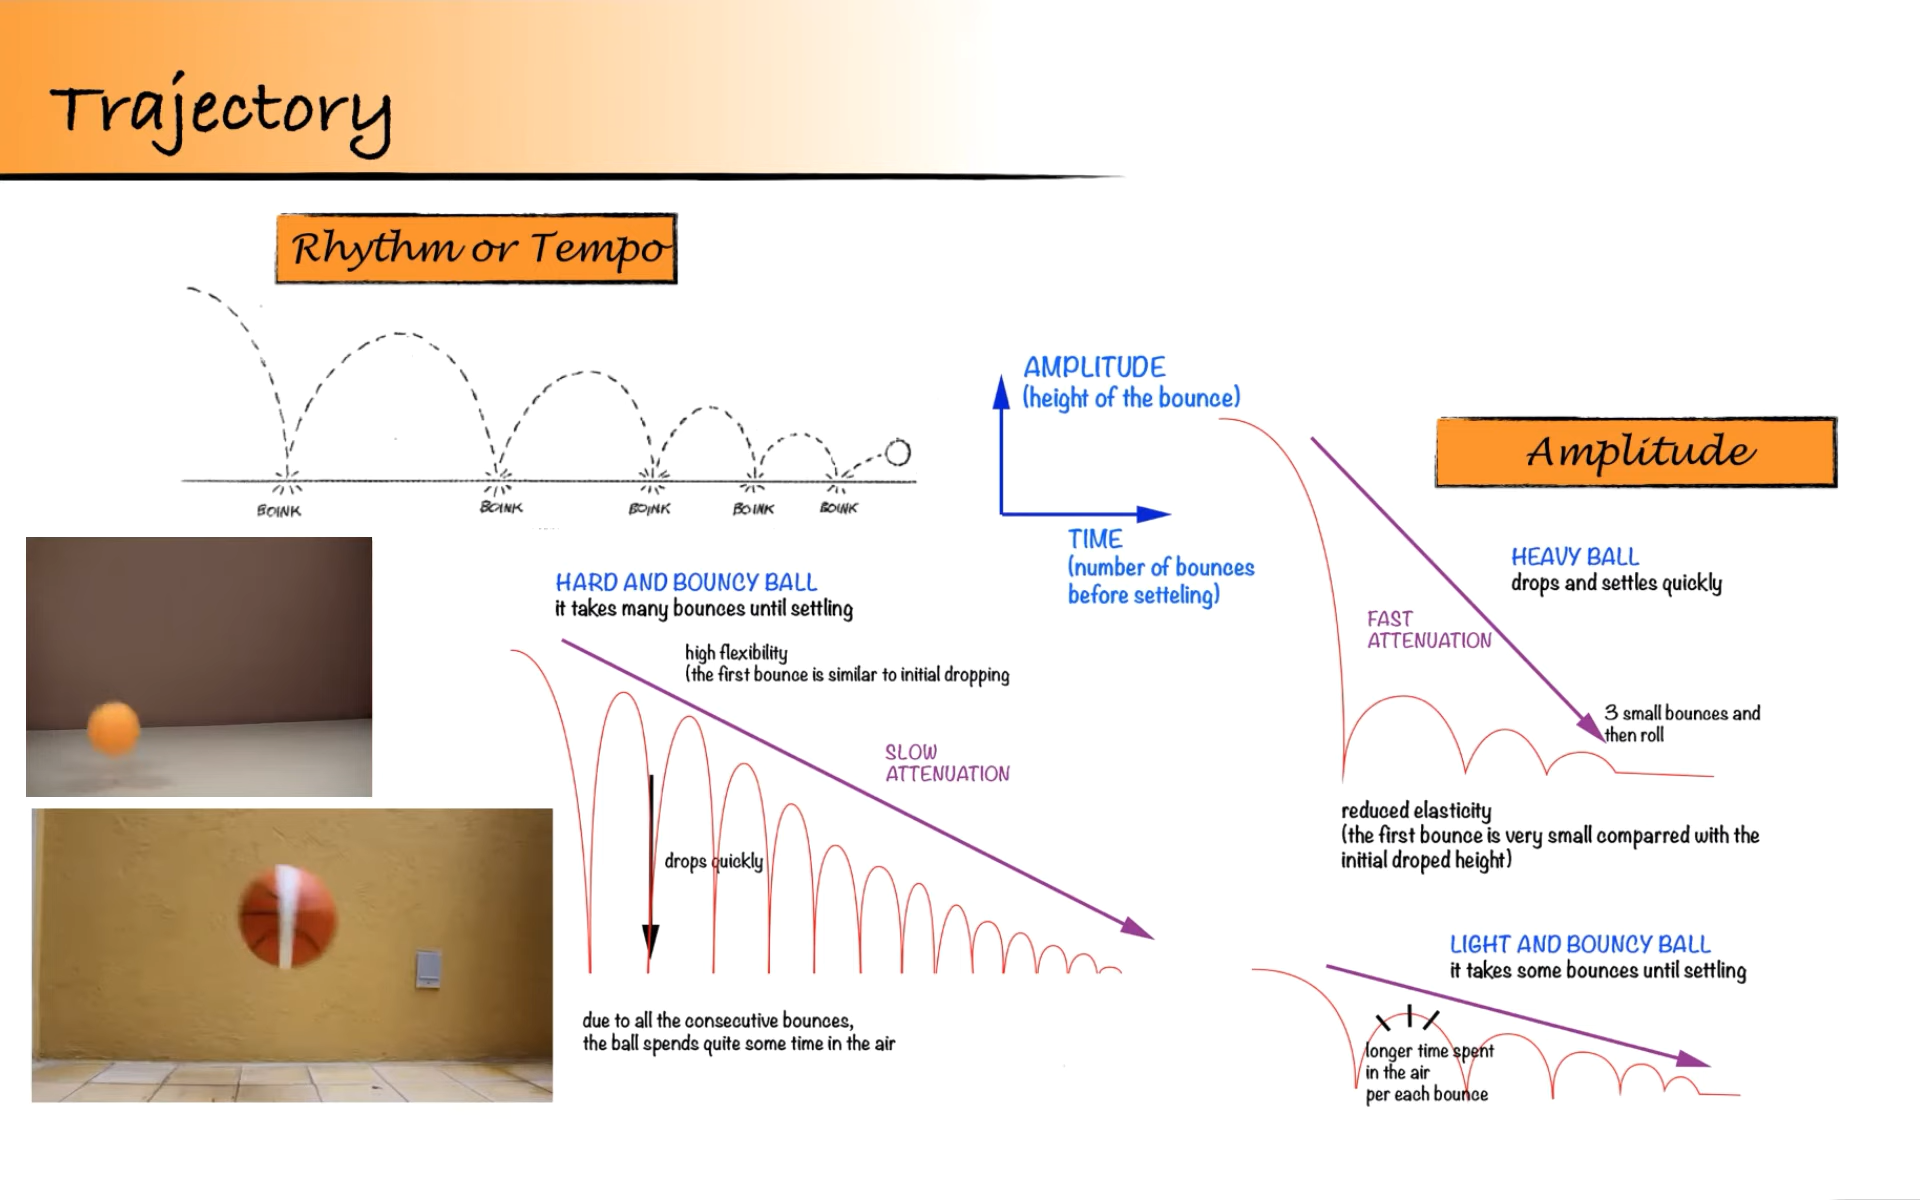 Trajectory
Rhythm or Tempo
BOINK
BOINK
BOINK
BOINK
BOINK
AMPLITUDE
(height of the bounce)
TIME
(number of bounces
before setteling)
Amplitude
HEAVY BALL
drops and settles quickly
FAST
ATTENUATION
3 small bounces and
then roll
reduced elasticity
(the first bounce is very small comparred with the
initial droped height)
HARD AND BOUNCY BALL
it takes many bounces until settling
high flexibility
(the first bounce is similar to initial dropping
SLOW
ATTENUATION
drops quickly
due to all the consecutive bounces,
the ball spends quite some time in the air
LIGHT AND BOUNCY BALL
it takes some bounces until settling
longer time spent
in the air
per each bounce